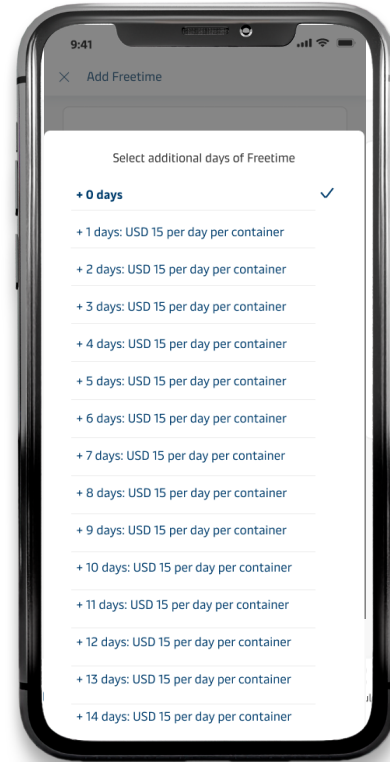 9:41
Add Freetime
Select additional days of Freetime
+ 0 days
+ 1 days: USD 15 per day per container
+ 2 days: USD 15 per day per container
+ 3 days: USD 15 per day per container
+ 4 days: USD 15 per day per container
+ 5 days: USD 15 per day per container
+ 6 days: USD 15 per day per container
+ 7 days: USD 15 per day per container
+ 8 days: USD 15 per day per container
+ 9 days: USD 15 per day per container
+ 10 days: USD 15 per day per container
+ 11 days: USD 15 per day per container
+ 12 days: USD 15 per day per container
+ 13 days: USD 15 per day per container
+ 14 days: USD 15 per day per container